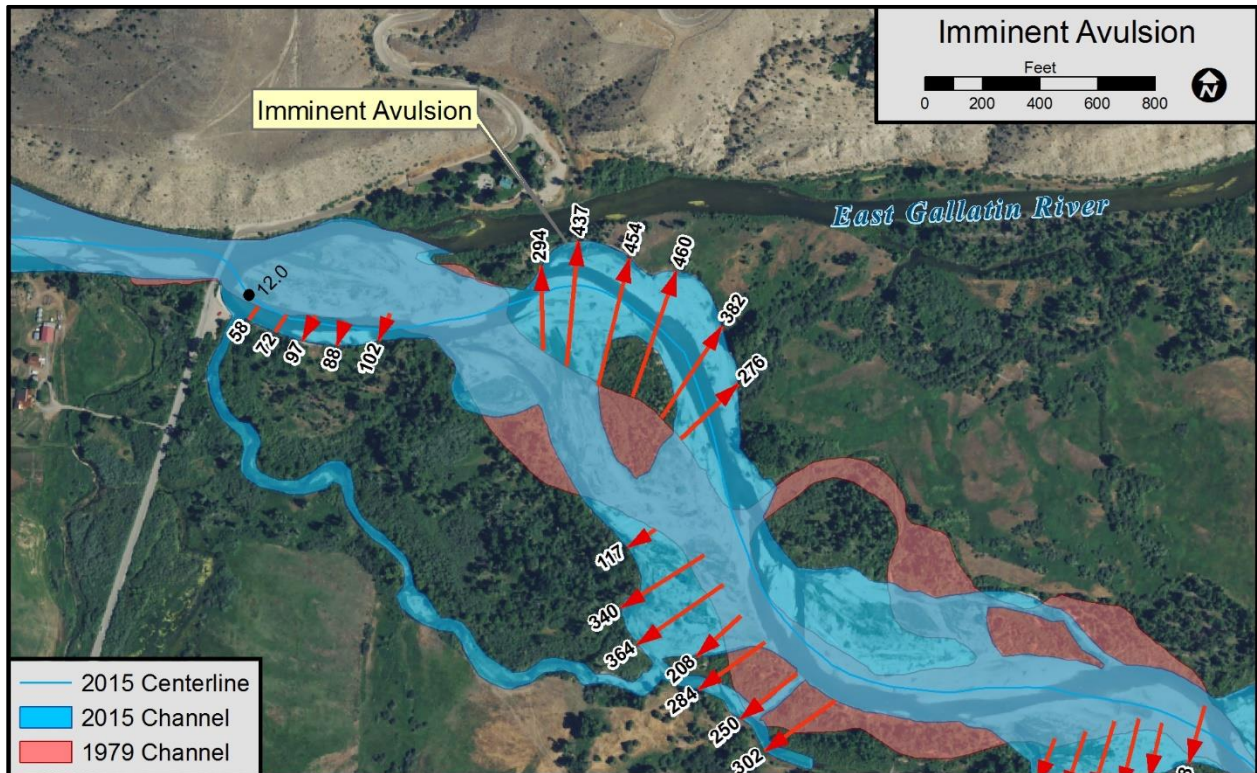 Imminent Avulsion
Feet
0 200 400 600 800
N
Imminent Avulsion
East Gallatin River
294
437
454
460
382
276
12.0
58
72
97
88
102
117
340
364
208
284
250
302
2015 Centerline
2015 Channel
1979 Channel